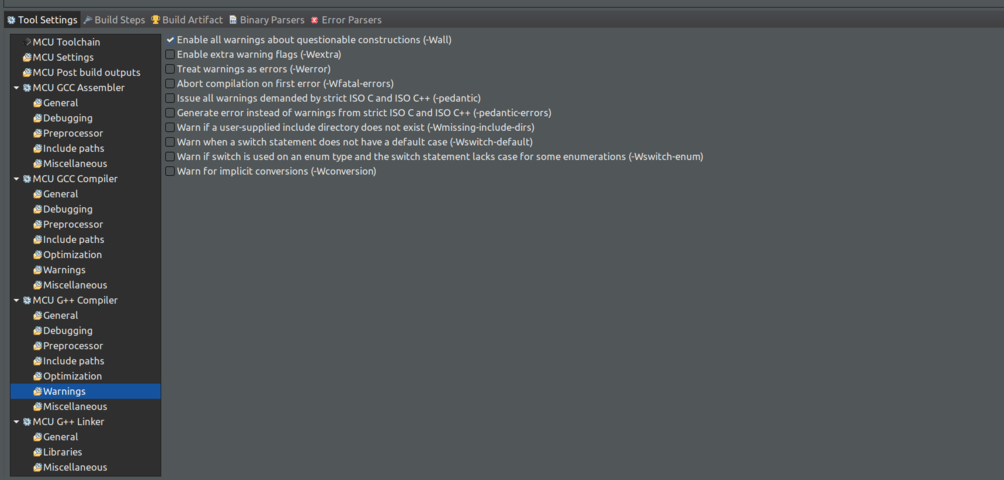 Tool Settings Build Steps Build Artifact Binary Parsers Error Parsers
MCU Toolchain
MCU Settings
MCU Post build outputs
MCU GCC Assembler
General
Debugging
Preprocessor
Include paths
Miscellaneous
MCU GCC Compiler
General
Debugging
Preprocessor
Include paths
Optimization
Warnings
Miscellaneous
MCU G++ Compiler
General
Debugging
Preprocessor
Include paths
Optimization
Warnings
Miscellaneous
MCU G++ Linker
General
Libraries
Miscellaneous
Enable all warnings about questionable constructions (-Wall)
Enable extra warning flags (-Wextra)
Treat warnings as errors (-Werror)
Abort compilation on first error (-Wfatal-errors)
Issue all warnings demanded by strict ISO C and ISO C++ (-pedantic)
Generate error instead of warnings from strict ISO C and ISO C++ (-pedantic-errors)
Warn if a user-supplied include directory does not exist (-Wmissing-include-dirs)
Warn when a switch statement does not have a default case (-Wswitch-default)
Warn if switch is used on an enum type and the switch statement lacks case for some enumerations (-Wswitch-enum)
Warn for implicit conversions (-Wconversion)